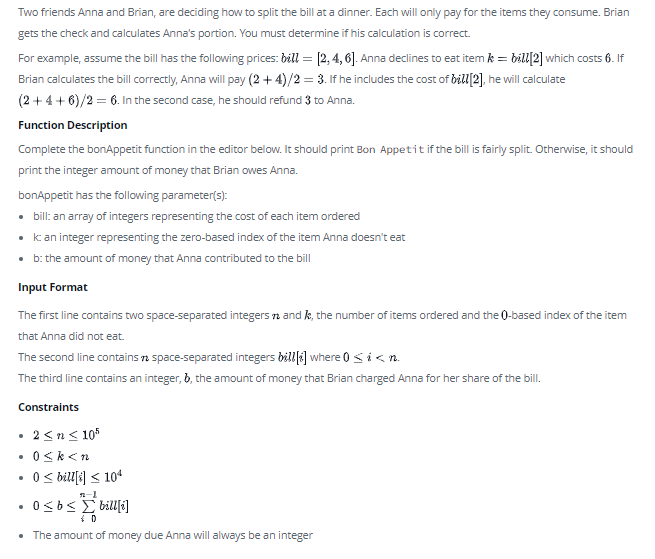 Two friends Anna and Brian, are deciding how to split the bill at a dinner. Each will only pay for the items they consume. Brian
gets the check and calculates Anna's portion. You must determine if his calculation is correct.
For example, assume the bill has the following prices: bill = [2, 4, 6]. Anna declines to eat item k = bill[2] which costs 6. If
Brian calculates the bill correctly, Anna will pay (2 + 4)/2 = 3. If he includes the cost of bill[2], he will calculate
(2 + 4 + 6)/2 = 6. In the second case, he should refund 3 to Anna.
Function Description
Complete the bonAppetit function in the editor below. It should print Bon Appetit if the bill is fairly split. Otherwise, it should
print the integer amount of money that Brian owes Anna.
bonAppetit has the following parameter(s):
• bill: an array of integers representing the cost of each item ordered
• k: an integer representing the zero-based index of the item Anna doesn't eat
• b: the amount of money that Anna contributed to the bill
Input Format
The first line contains two space-separated integers n and k, the number of items ordered and the 0-based index of the item
that Anna did not eat.
The second line contains n space-separated integers bill[i] where 0 ≤ i < n.
The third line contains an integer, b, the amount of money that Brian charged Anna for her share of the bill.
Constraints
• 2 ≤ n ≤ 10⁵
• 0 ≤ k < n
• 0 ≤ bill[i] ≤ 10⁴
n−1
• 0 ≤ b ≤ ∑ bill[i]
i 0
• The amount of money due Anna will always be an integer